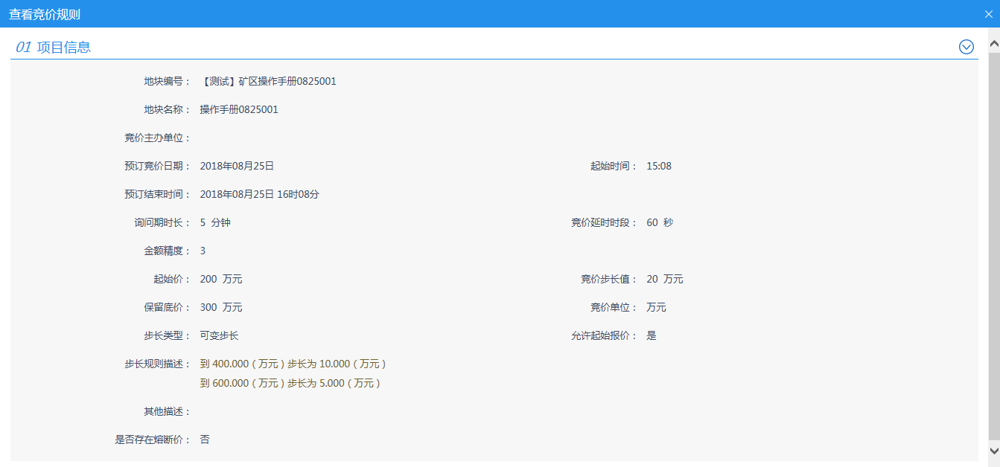 查看竞价规则
01 项目信息
地块编号： 【测试】矿区操作手册0825001
地块名称： 操作手册0825001
竞价主办单位：
预订竞价日期： 2018年08月25日 起始时间： 15:08
预订结束时间： 2018年08月25日 16时08分
询问期时长： 5 分钟 竞价延时时段： 60 秒
金额精度： 3
起始价： 200 万元 竞价步长值： 20 万元
保留底价： 300 万元 竞价单位： 万元
步长类型： 可变步长 允许起始报价： 是
步长规则描述： 到 400.000（万元）步长为 10.000（万元）
到 600.000（万元）步长为 5.000（万元）
其他描述：
是否存在熔断价： 否